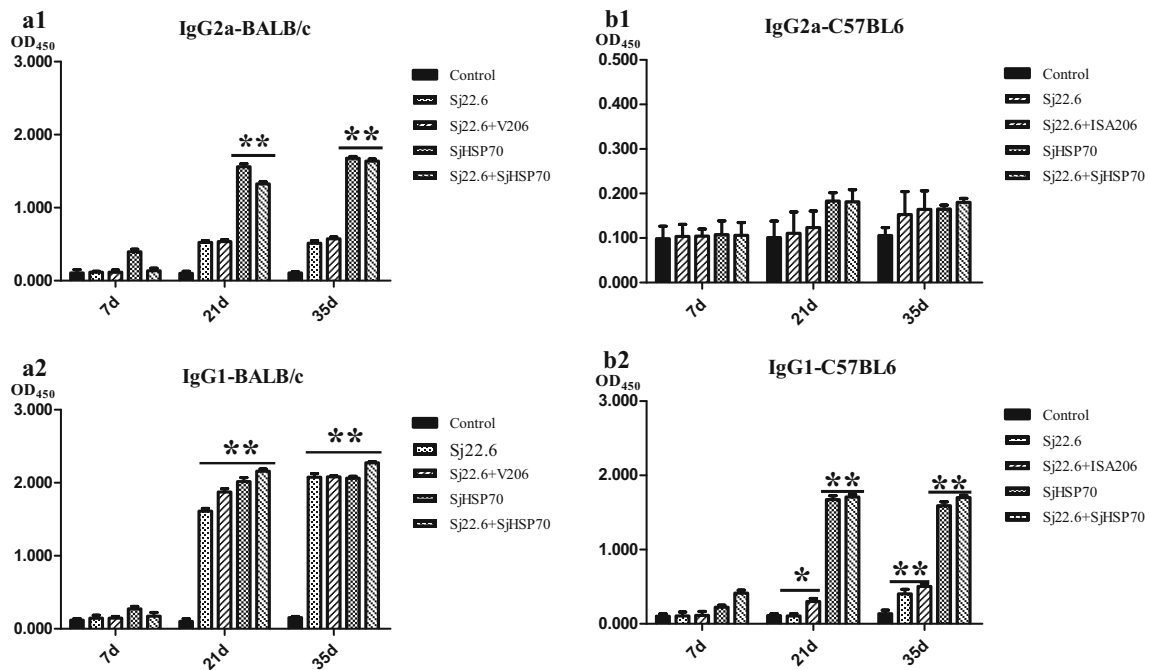 a1
IgG2a-BALB/c
OD450
3.000
2.000
1.000
0.000
**
**
7d
21d
35d
Control
Sj22.6
Sj22.6+V206
SjHSP70
Sj22.6+SjHSP70
b1
IgG2a-C57BL6
OD450
0.500
0.400
0.300
0.200
0.100
0.000
7d
21d
35d
Control
Sj22.6
Sj22.6+ISA206
SjHSP70
Sj22.6+SjHSP70
a2
IgG1-BALB/c
OD450
3.000
2.000
1.000
0.000
**
**
7d
21d
35d
Control
Sj22.6
Sj22.6+V206
SjHSP70
Sj22.6+SjHSP70
b2
IgG1-C57BL6
OD450
3.000
2.000
1.000
0.000
*
**
**
**
7d
21d
35d
Control
Sj22.6
Sj22.6+ISA206
SjHSP70
Sj22.6+SjHSP70